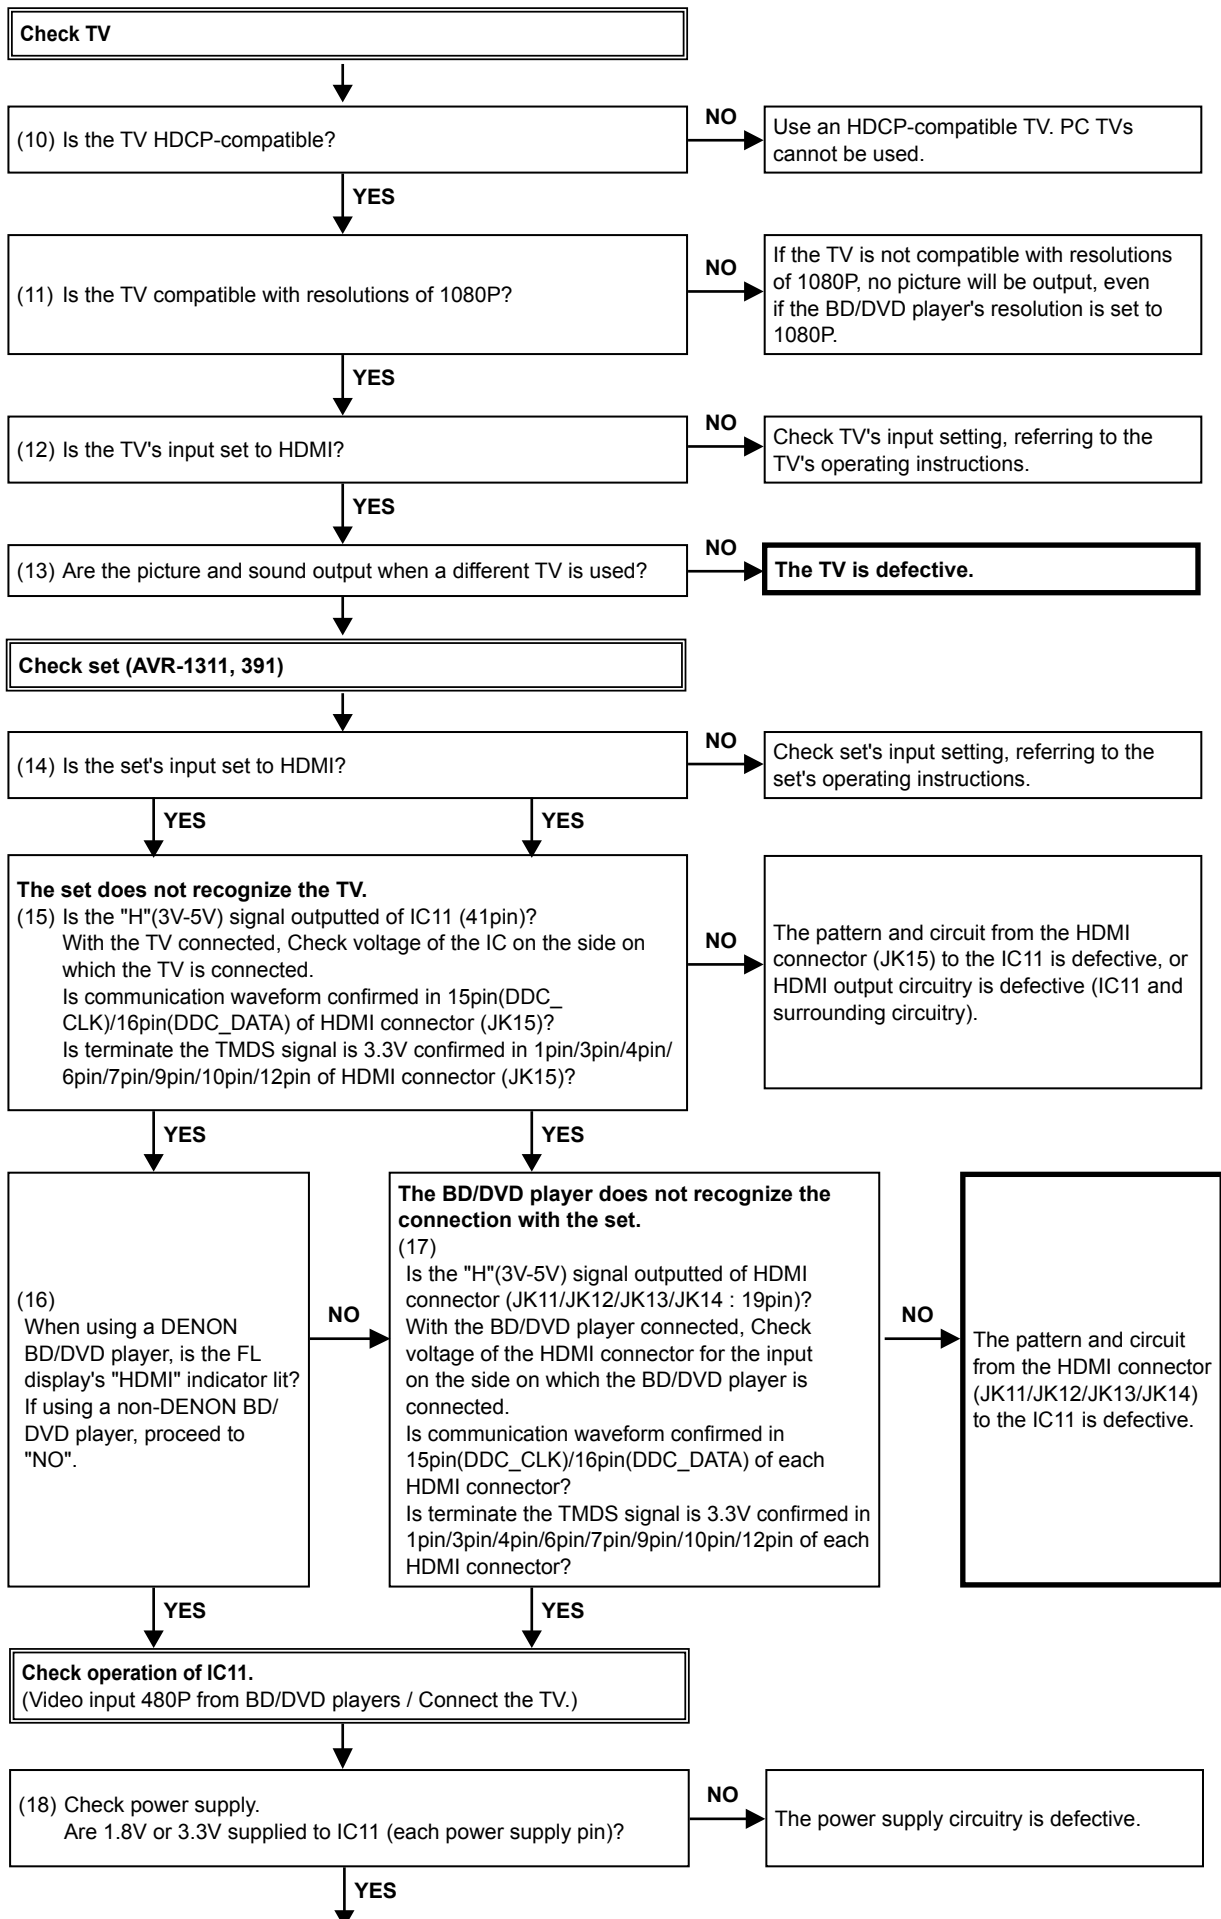 Check TV
(10) Is the TV HDCP-compatible?
NO
Use an HDCP-compatible TV. PC TVs
cannot be used.
YES
(11) Is the TV compatible with resolutions of 1080P?
NO
If the TV is not compatible with resolutions
of 1080P, no picture will be output, even
if the BD/DVD player's resolution is set to
1080P.
YES
(12) Is the TV's input set to HDMI?
NO
Check TV's input setting, referring to the
TV's operating instructions.
YES
(13) Are the picture and sound output when a different TV is used?
NO
The TV is defective.
Check set (AVR-1311, 391)
(14) Is the set's input set to HDMI?
NO
Check set's input setting, referring to the
set's operating instructions.
YES
YES
The set does not recognize the TV.
(15) Is the "H"(3V-5V) signal outputted of IC11 (41pin)?
With the TV connected, Check voltage of the IC on the side on
which the TV is connected.
Is communication waveform confirmed in 15pin(DDC_
CLK)/16pin(DDC_DATA) of HDMI connector (JK15)?
Is terminate the TMDS signal is 3.3V confirmed in 1pin/3pin/4pin/
6pin/7pin/9pin/10pin/12pin of HDMI connector (JK15)?
NO
The pattern and circuit from the HDMI
connector (JK15) to the IC11 is defective, or
HDMI output circuitry is defective (IC11 and
surrounding circuitry).
YES
YES
(16)
When using a DENON
BD/DVD player, is the FL
display's "HDMI" indicator lit?
If using a non-DENON BD/
DVD player, proceed to
"NO".
NO
The BD/DVD player does not recognize the
connection with the set.
(17)
Is the "H"(3V-5V) signal outputted of HDMI
connector (JK11/JK12/JK13/JK14 : 19pin)?
With the BD/DVD player connected, Check
voltage of the HDMI connector for the input
on the side on which the BD/DVD player is
connected.
Is communication waveform confirmed in
15pin(DDC_CLK)/16pin(DDC_DATA) of each
HDMI connector?
Is terminate the TMDS signal is 3.3V confirmed in
1pin/3pin/4pin/6pin/7pin/9pin/10pin/12pin of each
HDMI connector?
NO
The pattern and circuit
from the HDMI connector
(JK11/JK12/JK13/JK14)
to the IC11 is defective.
YES
YES
Check operation of IC11.
(Video input 480P from BD/DVD players / Connect the TV.)
(18) Check power supply.
Are 1.8V or 3.3V supplied to IC11 (each power supply pin)?
NO
The power supply circuitry is defective.
YES